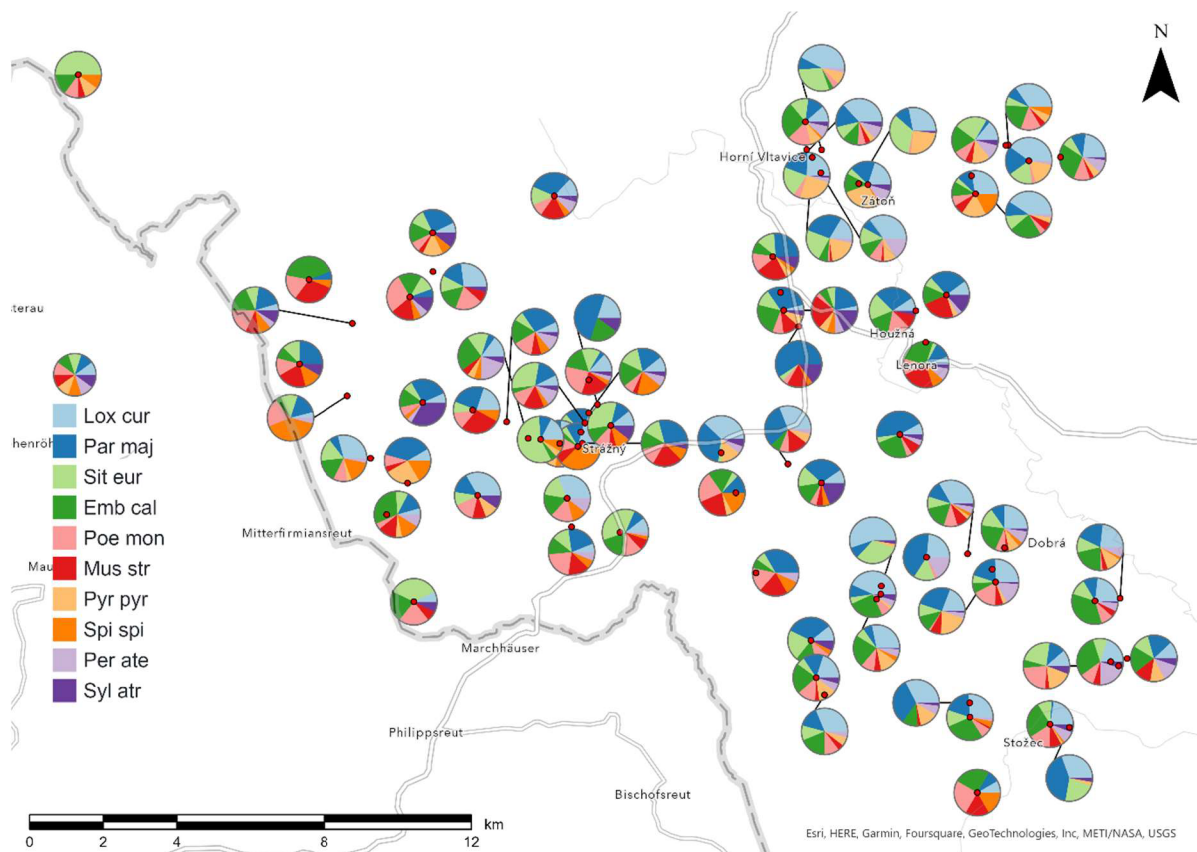 N
Horní Vltavice
Zátoň
Houžná
Lenora
Strážný
Lox cur
Par maj
Sit eur
Emb cal
Poe mon
Mus str
Pyr pyr
Spi spi
Per ate
Syl atr
Mitterfirmiansreut
Dobrá
Marchhäuser
Philippsreut
Stožec
Bischofsreut
km
0 2 4 8 12
Esri, HERE, Garmin, Foursquare, GeoTechnologies, Inc, METI/NASA, USGS